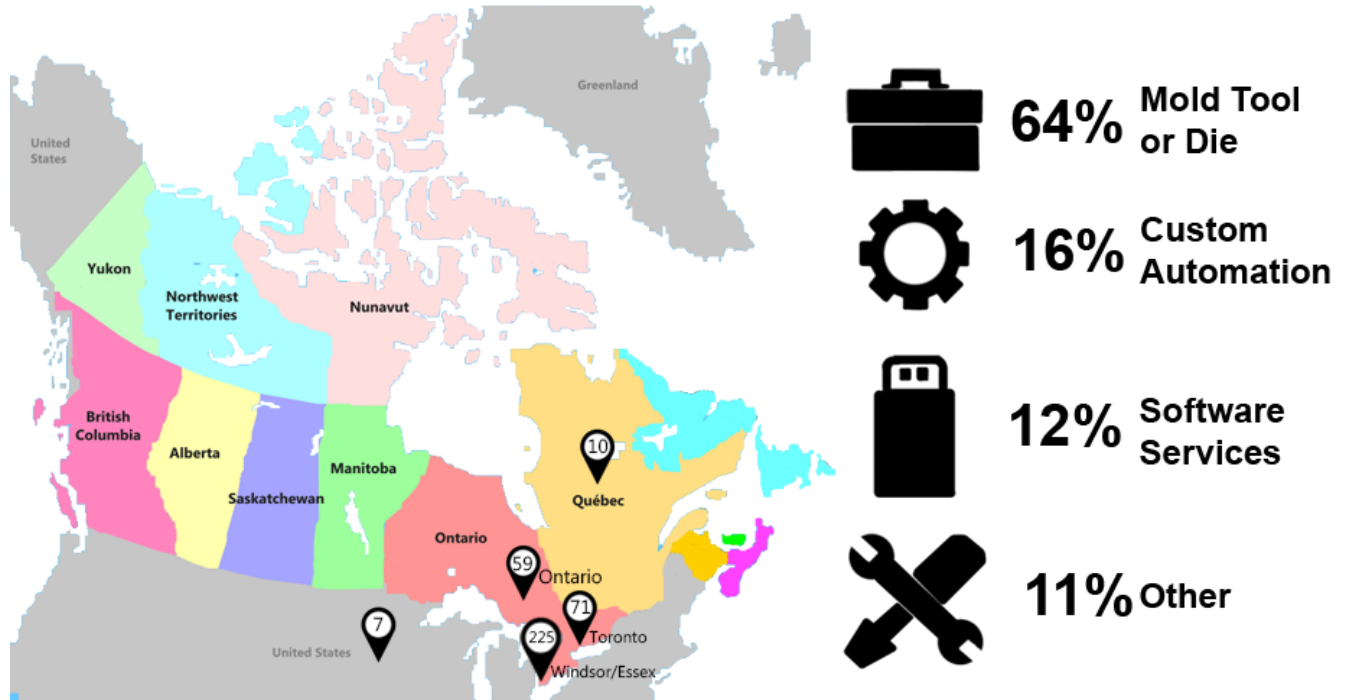 Greenland
United
States
Yukon
Northwest
Territories
Nunavut
British
Columbia
Alberta
Saskatchewan
Manitoba
Ontario
10
Québec
59
Ontario
71
Toronto
225
Windsor/Essex
7
United States
64%
Mold Tool
or Die
16%
Custom
Automation
12%
Software
Services
11%
Other